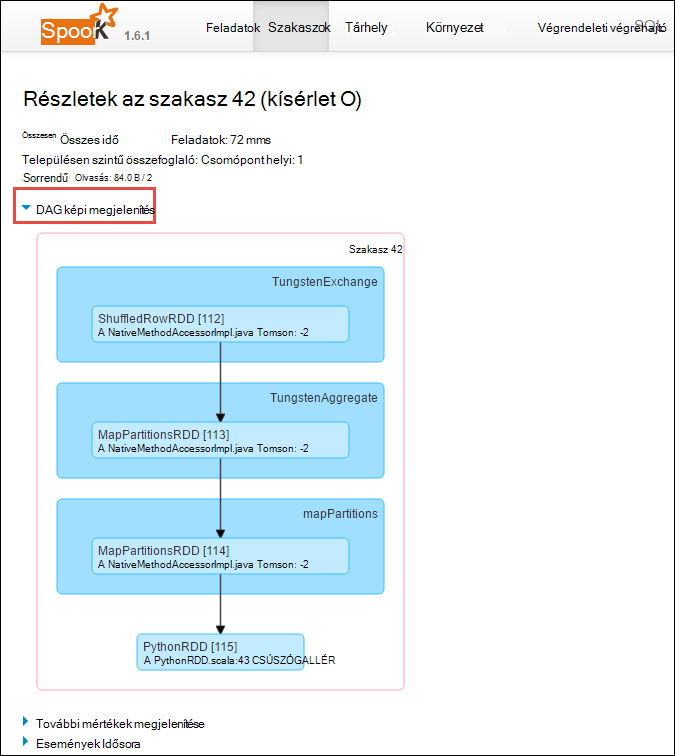 Spook 1.6.1 Feladatok Szakaszok Tárhely Környezet Végrendeleti végrehajtó SQL
Részletek az szakasz 42 (kísérlet O)
Összesen Összes idő Feladatok: 72 mms
Településen szintű összefoglaló: Csomópont helyi: 1
Sorrendű Olvasás: 84.0 B / 2
DAG képi megjelenítés
Szakasz 42
TungstenExchange
ShuffledRowRDD [112]
A NativeMethodAccessorImpl.java Tomson: -2
TungstenAggregate
MapPartitionsRDD [113]
A NativeMethodAccessorImpl.java Tomson: -2
mapPartitions
MapPartitionsRDD [114]
A NativeMethodAccessorImpl.java Tomson: -2
PythonRDD [115]
A PythonRDD.scala:43 CSÚSZÓGALLÉR
További mértékek megjelenítése
Események Idősora